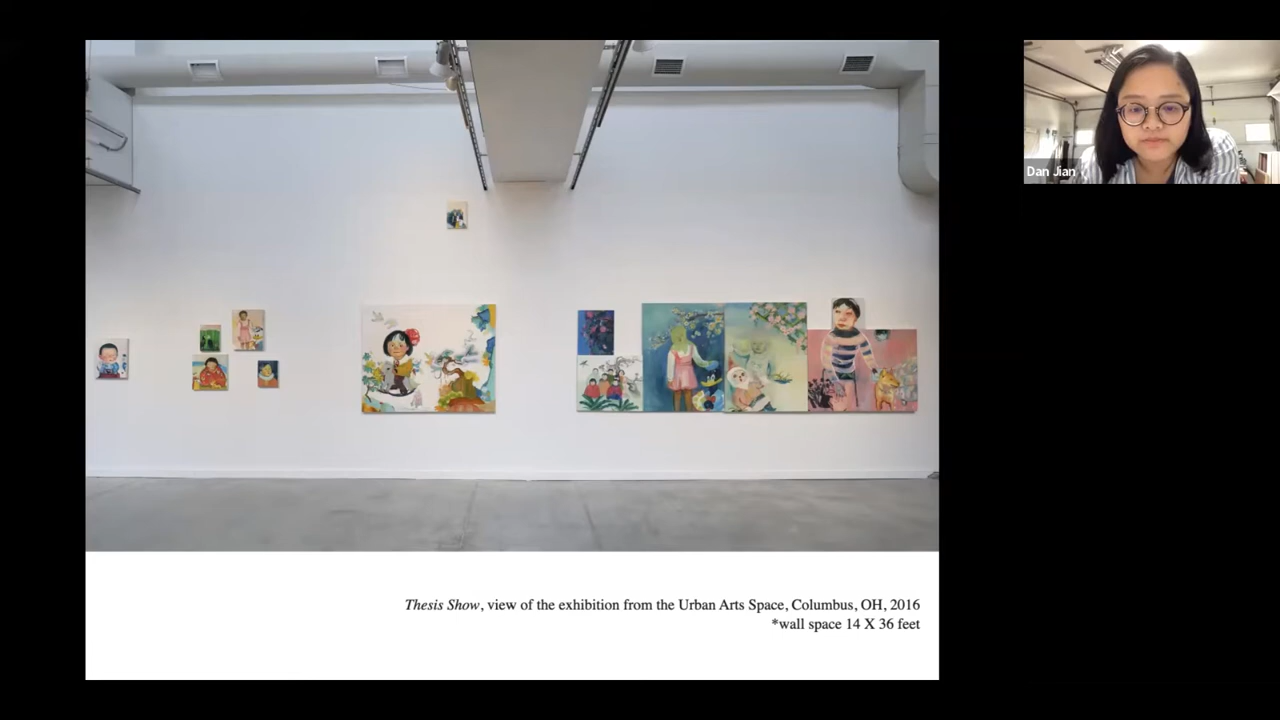 Dan Jian
Thesis Show, view of the exhibition from the Urban Arts Space, Columbus, OH, 2016
*wall space 14 X 36 feet